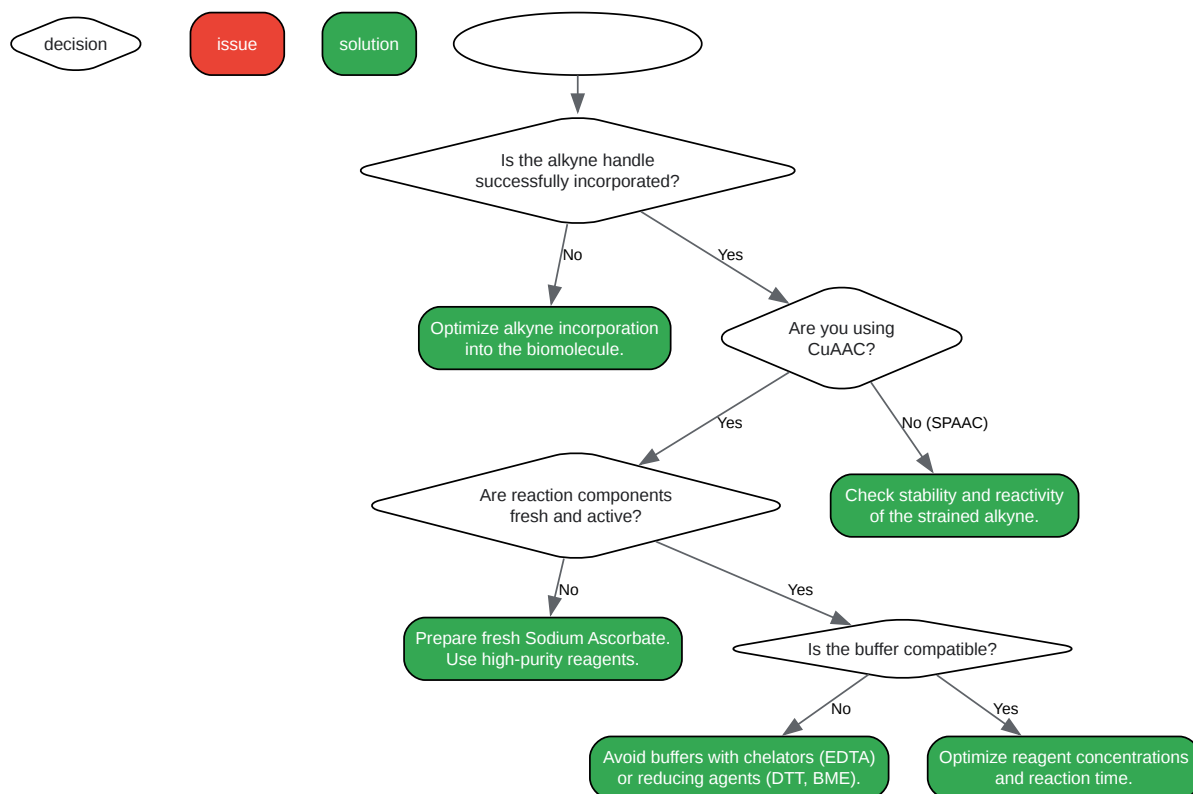 decision
issue
solution
Is the alkyne handle
successfully incorporated?
No
Yes
Optimize alkyne incorporation
into the biomolecule.
Are you using
CuAAC?
Yes
No (SPAAC)
Are reaction components
fresh and active?
Check stability and reactivity
of the strained alkyne.
No
Yes
Prepare fresh Sodium Ascorbate.
Use high-purity reagents.
Is the buffer compatible?
No
Yes
Avoid buffers with chelators (EDTA)
or reducing agents (DTT, BME).
Optimize reagent concentrations
and reaction time.